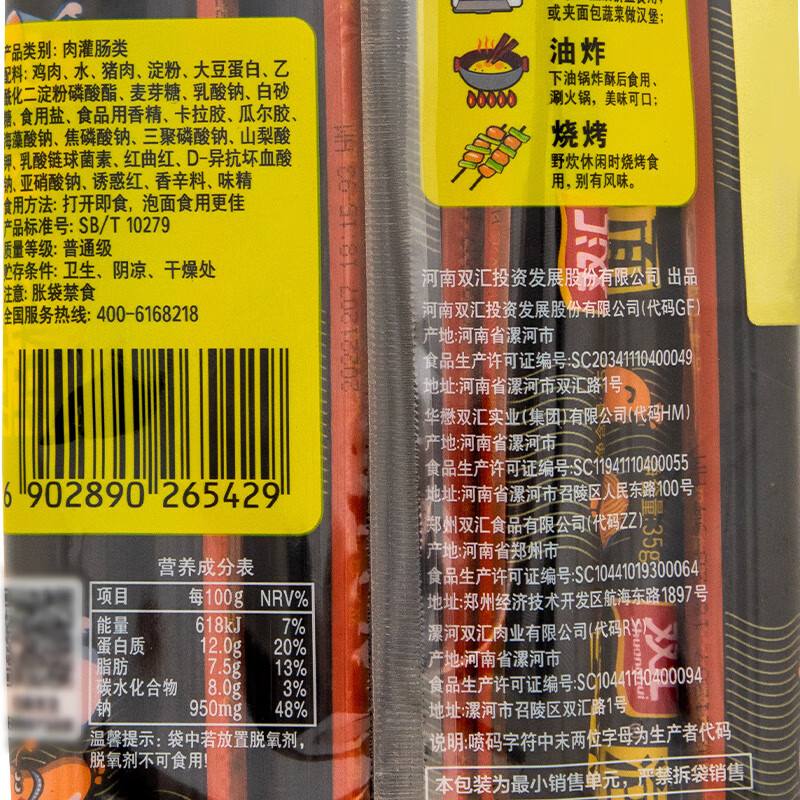 产品类别: 肉灌肠类
配料: 鸡肉、水、猪肉、淀粉、大豆蛋白、乙
酰化二淀粉磷酸酯、麦芽糖、乳酸钠、白砂
糖、食用盐、食品用香精、卡拉胶、瓜尔胶、
海藻酸钠、焦磷酸钠、三聚磷酸钠、山梨酸
钾、乳酸链球菌素、红曲红、D-异抗坏血酸
钠、亚硝酸钠、诱惑红、香辛料、味精
食用方法: 打开即食, 泡面食用更佳
产品标准号: SB/T 10279
质量等级: 普通级
贮存条件: 卫生、阴凉、干燥处
注意: 胀袋禁食
全国服务热线: 400-6168218
6 902890 265429
营养成分表
项目 每100g NRV%
能量 618kJ 7%
蛋白质 12.0g 20%
脂肪 7.5g 13%
碳水化合物 8.0g 3%
钠 950mg 48%
温馨提示: 袋中若放置脱氧剂,
脱氧剂不可食用!
或夹面包蔬菜做汉堡;
油炸
下油锅炸酥后食用、
涮火锅, 美味可口;
烧烤
野炊休闲时烧烤食
用, 别有风味。
双汇
河南双汇投资发展股份有限公司 出品
河南双汇投资发展股份有限公司(代码GF)
产地:河南省漯河市
食品生产许可证编号:SC20341110400049
地址:河南省漯河市双汇路1号
华懋双汇实业(集团)有限公司(代码HM)
产地:河南省漯河市
食品生产许可证编号:SC11941110400055
地址:河南省漯河市召陵区人民东路100号
郑州双汇食品有限公司(代码ZZ)
产地:河南省郑州市
食品生产许可证编号:SC10441019300064
地址:郑州经济技术开发区航海东路1897号
漯河双汇肉业有限公司(代码RY)
产地:河南省漯河市
食品生产许可证编号:SC10441110400094
地址:漯河市召陵区双汇路1号
说明:喷码字符中末两位字母为生产者代码
本包装为最小销售单元, 严禁拆袋销售
量:35g